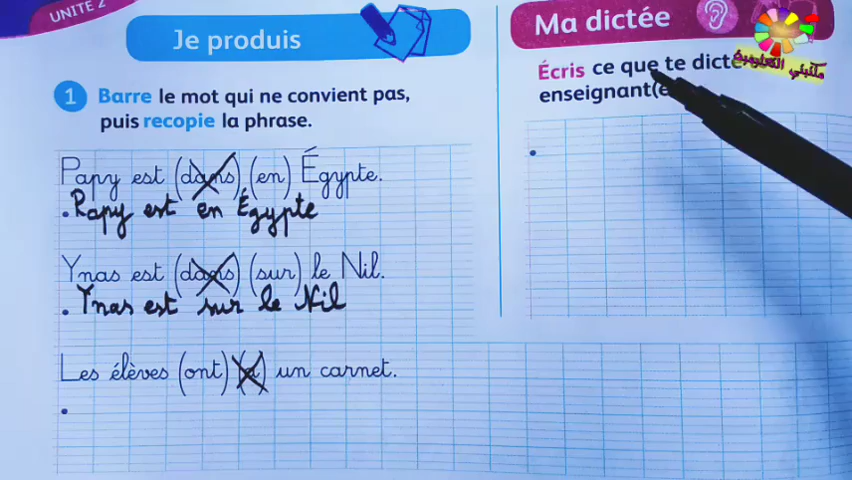 UNITÉ 2
Je produis
1 Barre le mot qui ne convient pas,
puis recopie la phrase.
Papy est (dans) (en) Égypte.
• Papy est en Égypte
Ynas est (dans) (sur) le Nil.
• Ynas est sur le Nil
Les élèves (ont) (a) un carnet.
•
Ma dictée
Écris ce que te dicte
enseignant(e
•
مكتبتي التعليمية